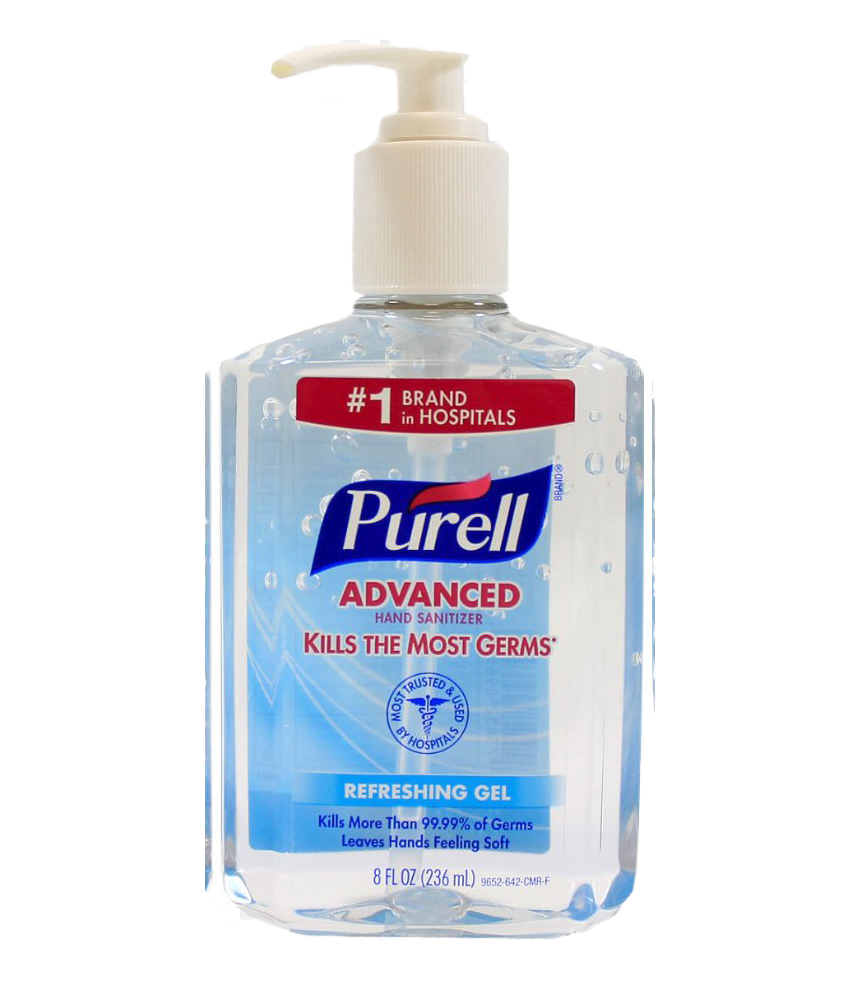 #1 BRAND
in HOSPITALS
Purell
BRAND®
ADVANCED
HAND SANITIZER
KILLS THE MOST GERMS*
MOST TRUSTED & USED
BY HOSPITALS
REFRESHING GEL
Kills More Than 99.99% of Germs
Leaves Hands Feeling Soft
8 FL OZ (236 mL) 9652-642-CMR-F